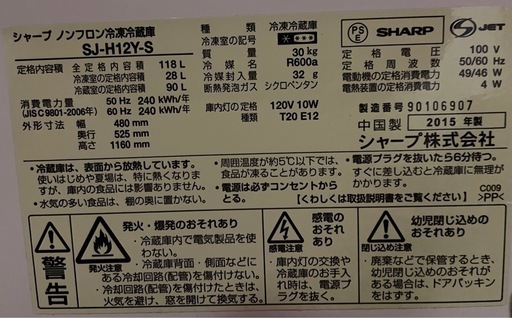 シャープ ノンフロン冷凍冷蔵庫
SJ-H12Y-S
定格内容積 全定格内容積 118 L
冷凍室の定格内容積 28 L
冷蔵室の定格内容積 90 L
消費電力量 50 Hz 240 kWh/年
(JIS C 9801-2006年) 60 Hz 240 kWh/年
外形寸法 幅 480 mm
奥行 525 mm
高さ 1160 mm
種類 冷凍冷蔵庫
冷凍室の記号
質量 30 kg
冷媒名 R600a
冷媒封入量 32 g
断熱発泡ガス シクロペンタン
庫内灯の定格 120V 10W
T20 E12
PS
E
SHARP
JET
定格電圧 100 V
定格周波数 50/60 Hz
電動機の定格消費電力 49/46 W
電熱装置の定格消費電力 4 W
製造番号 90106907
中国製 2015 年製
シャープ株式会社
・冷蔵庫は、表面から放熱します。
使いはじめや夏場は、特に熱くなりますが、庫内の食品には影響ありません。
・水気の多い食品は、棚の奥に置かない。
・周囲温度が約5℃以下に
なると、庫内灯が暗くなる。
・電源は必ずコンセントから
とる。
・電源プラグを抜いたら6分待つ。
すぐに差し込むと、冷蔵庫に無理が
かかります。
【くわしくは取扱説明書をご覧ください】
C009
>PP<
警告
発火・爆発のおそれあり
発火注意
・冷蔵庫内で電気製品を使
わない。
・冷蔵庫背面・側面などに
ある冷却回路(配管)を傷付けない。
・冷却回路(配管)を傷付けたときは、
火気を避け、窓を開けて換気する。
感電の
おそれあり
感電注意
・庫内灯の交換や
冷蔵庫のお手
入れ時は、電源プ
ラグを抜く。
幼児閉じ込めの
おそれあり
閉じ込め注意
・廃棄などで保管するとき、
幼児閉じ込めのおそれが
ある場合は、ドアパッキン
をはずす。